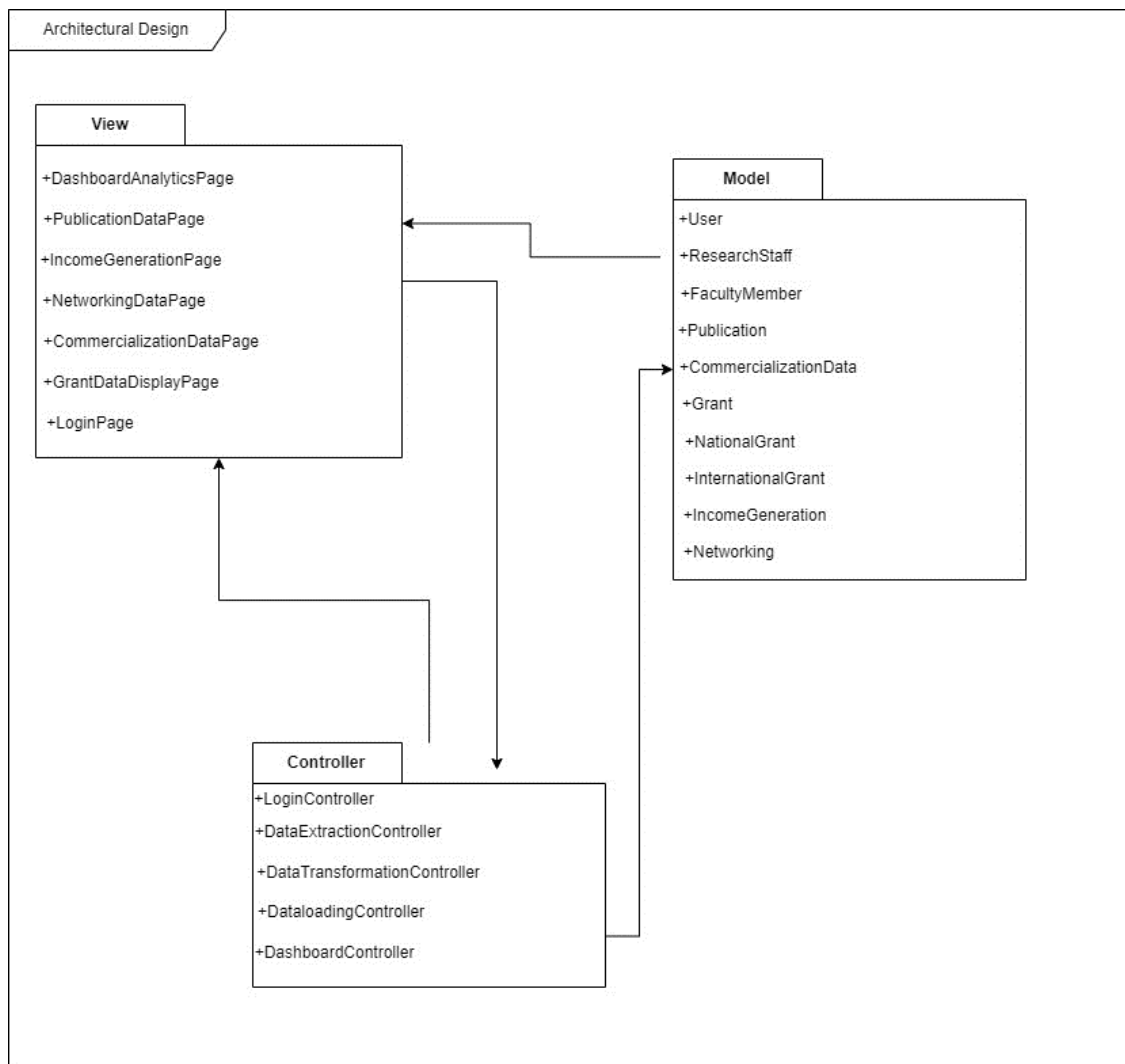 Architectural Design
View
+DashboardAnalyticsPage
+PublicationDataPage
+IncomeGenerationPage
+NetworkingDataPage
+CommercializationDataPage
+GrantDataDisplayPage
+LoginPage
Model
+User
+ResearchStaff
+FacultyMember
+Publication
+CommercializationData
+Grant
+NationalGrant
+InternationalGrant
+IncomeGeneration
+Networking
Controller
+LoginController
+DataExtractionController
+DataTransformationController
+DataloadingController
+DashboardController